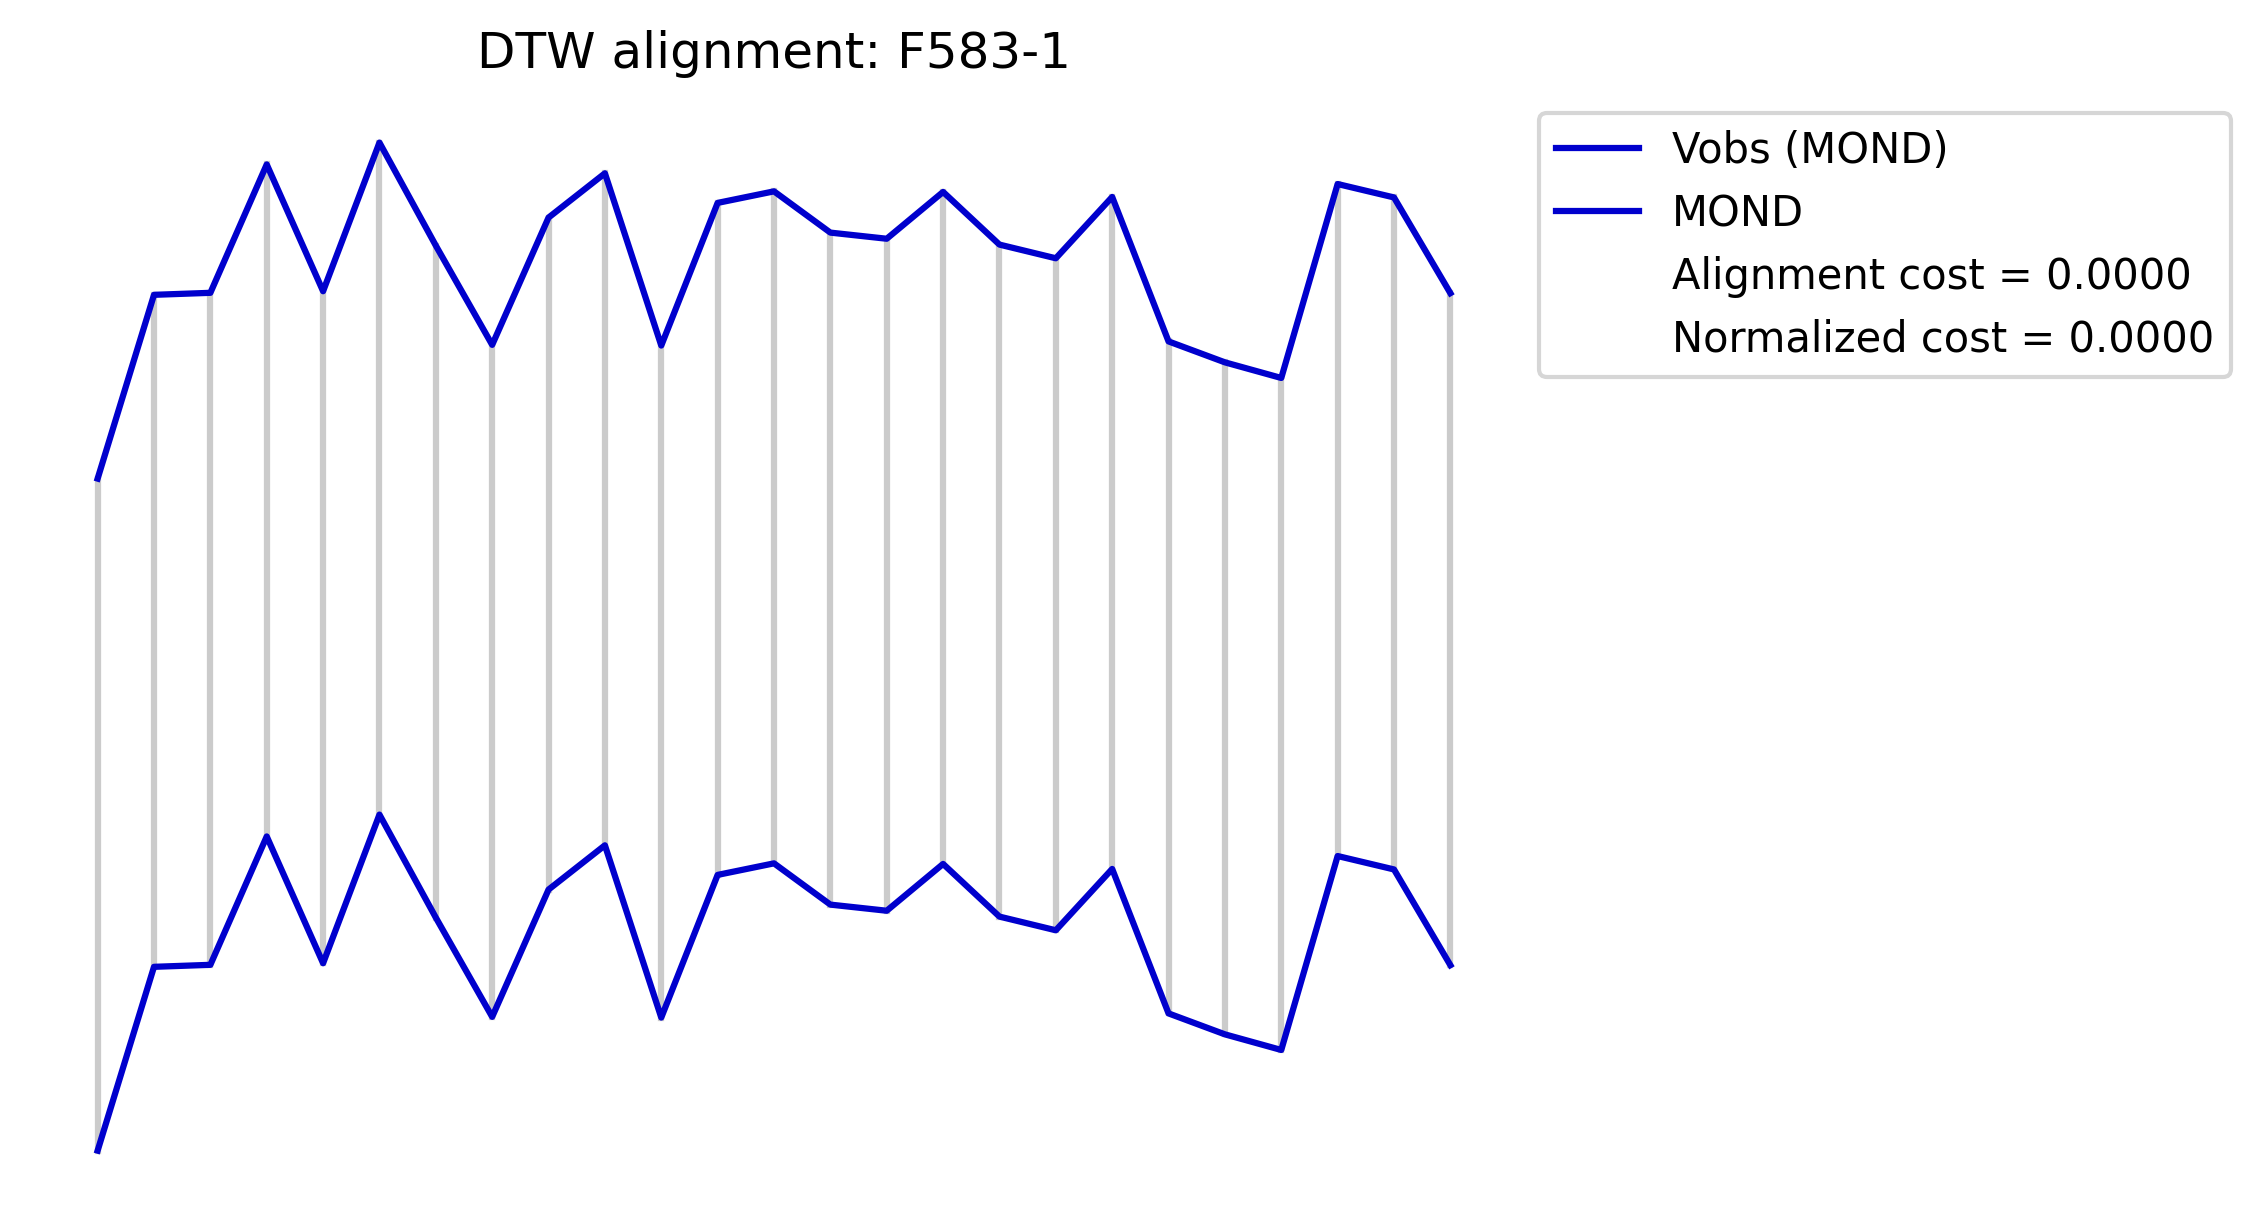 DTW alignment: F583-1
Vobs (MOND)
MOND
Alignment cost = 0.0000
Normalized cost = 0.0000